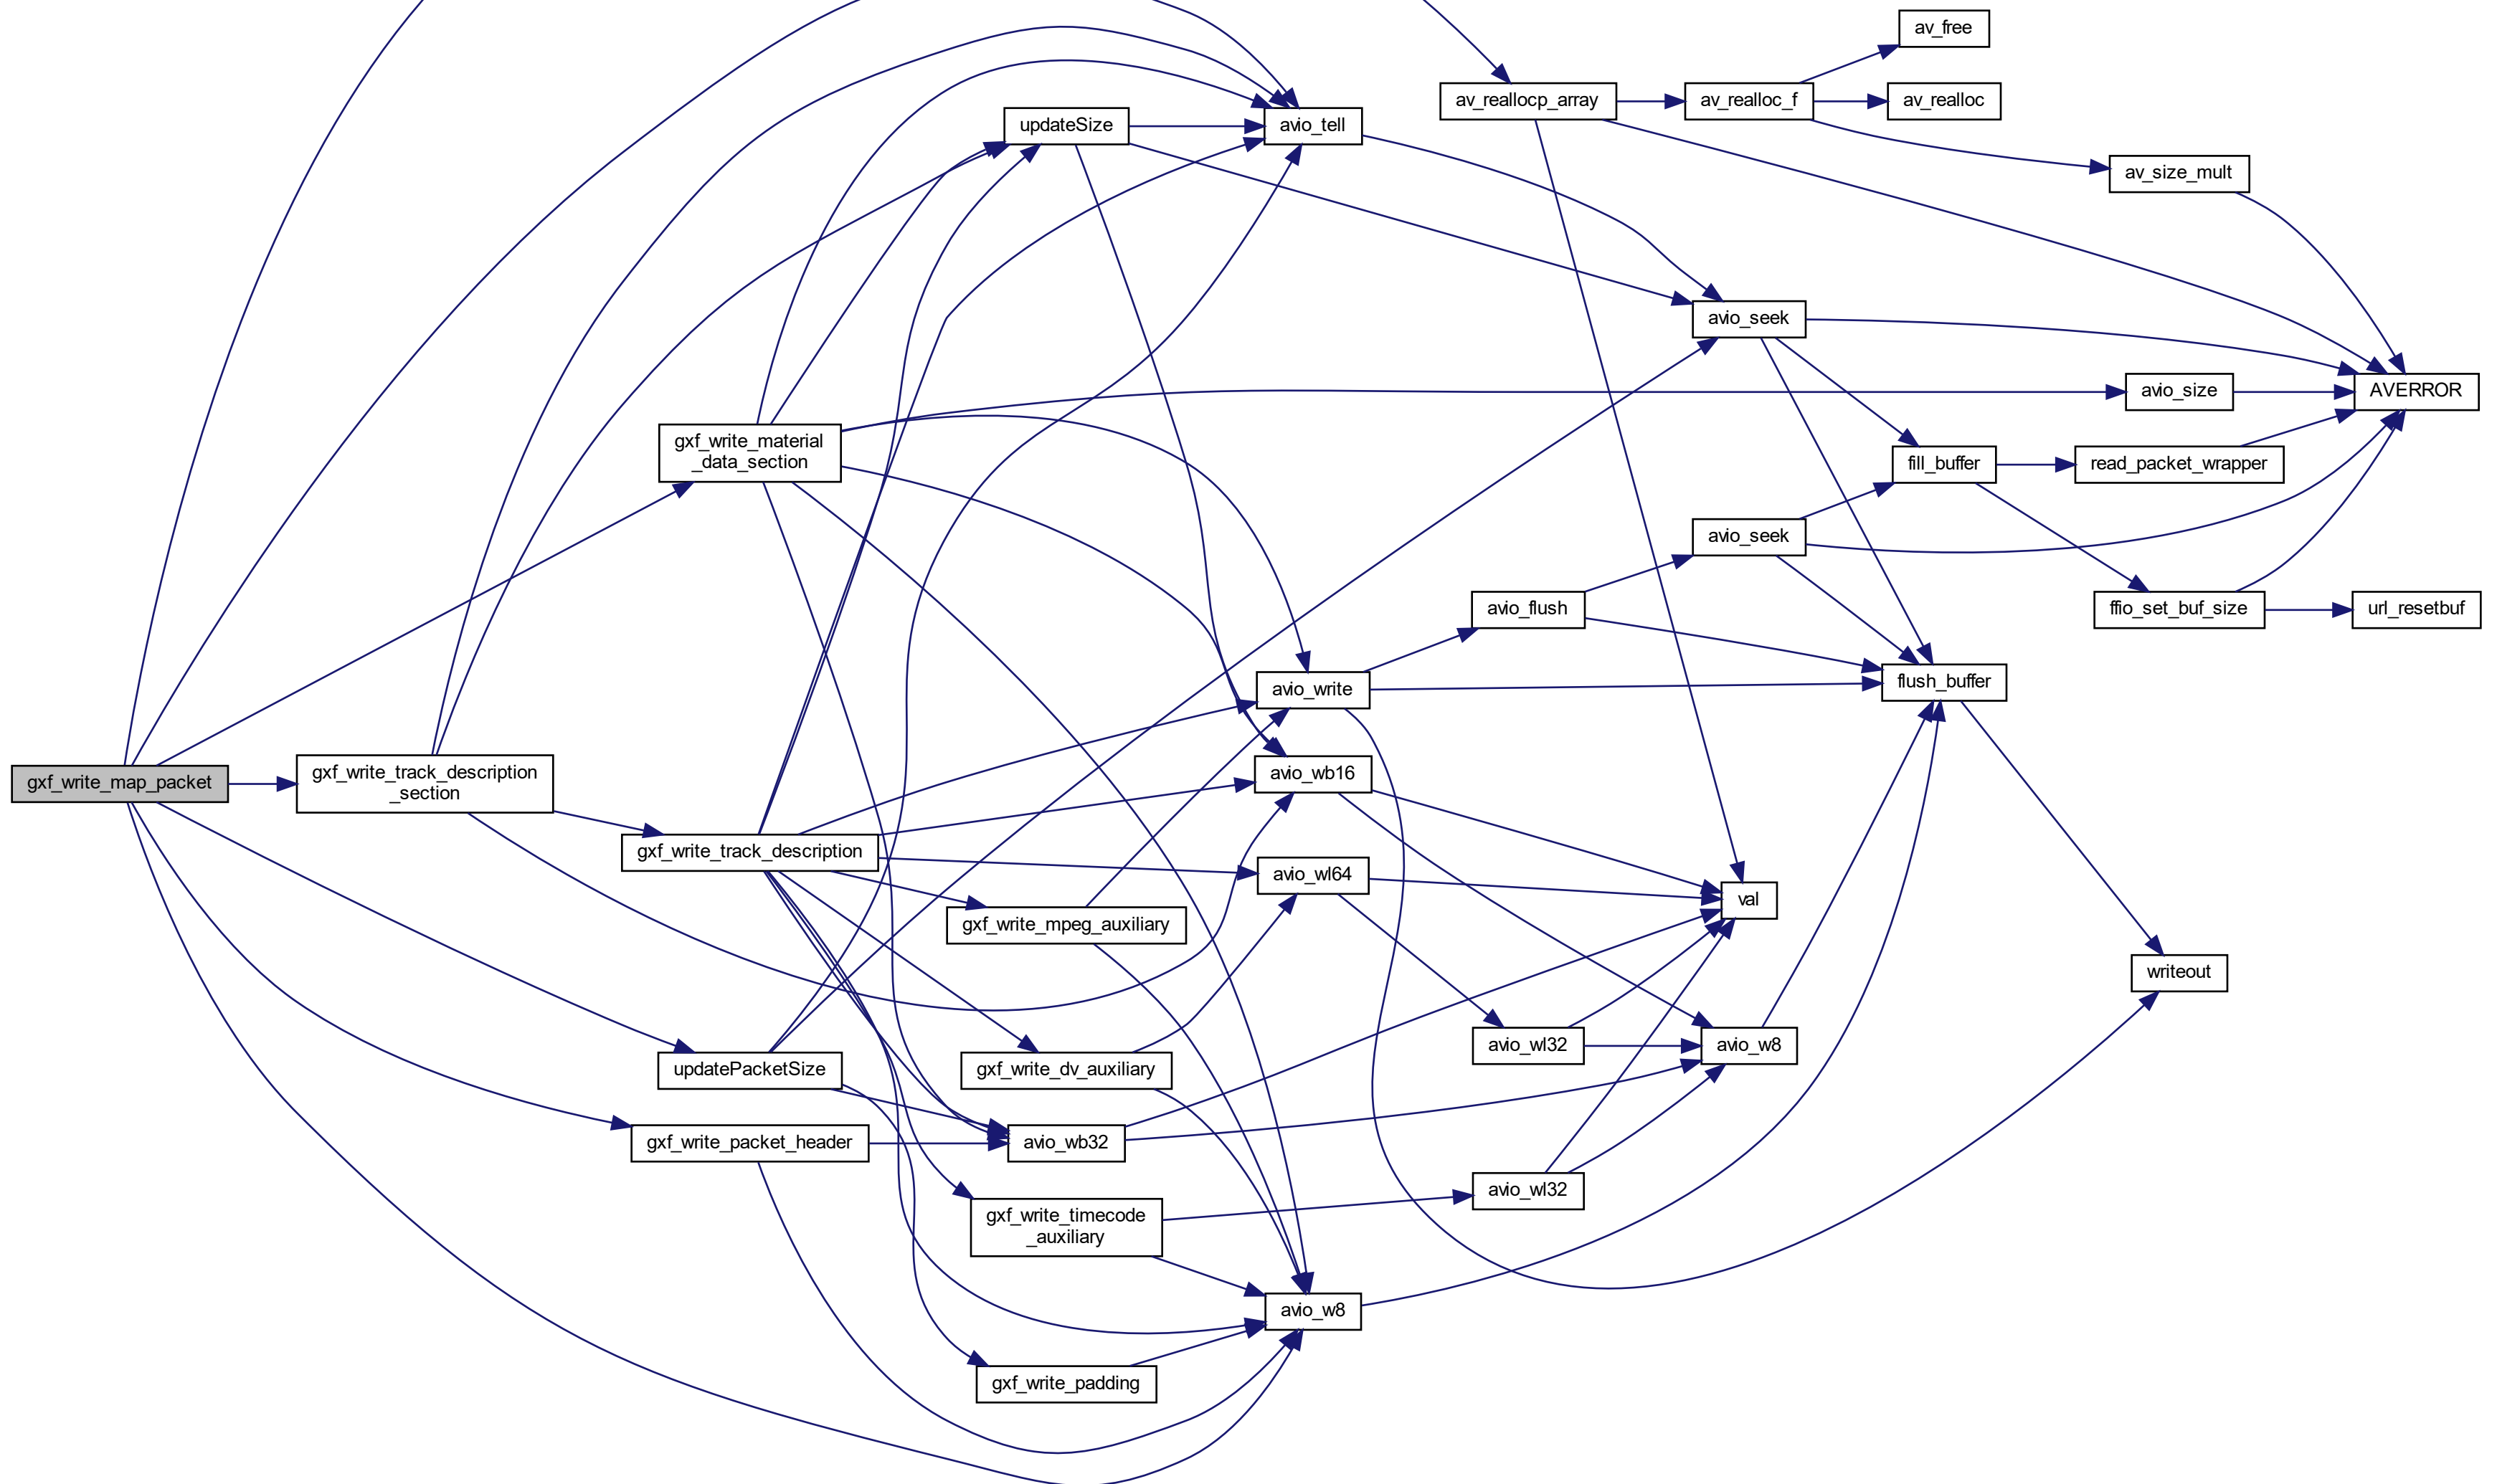 av_free
av_reallocp_array
av_realloc_f
av_realloc
updateSize
avio_tell
av_size_mult
avio_seek
avio_size
AVERROR
gxf_write_material
_data_section
fill_buffer
read_packet_wrapper
avio_seek
avio_flush
ffio_set_buf_size
url_resetbuf
avio_write
flush_buffer
gxf_write_map_packet
gxf_write_track_description
_section
avio_wb16
gxf_write_track_description
avio_wl64
val
gxf_write_mpeg_auxiliary
writeout
avio_wl32
avio_w8
updatePacketSize
gxf_write_dv_auxiliary
gxf_write_packet_header
avio_wb32
avio_wl32
gxf_write_timecode
_auxiliary
avio_w8
gxf_write_padding